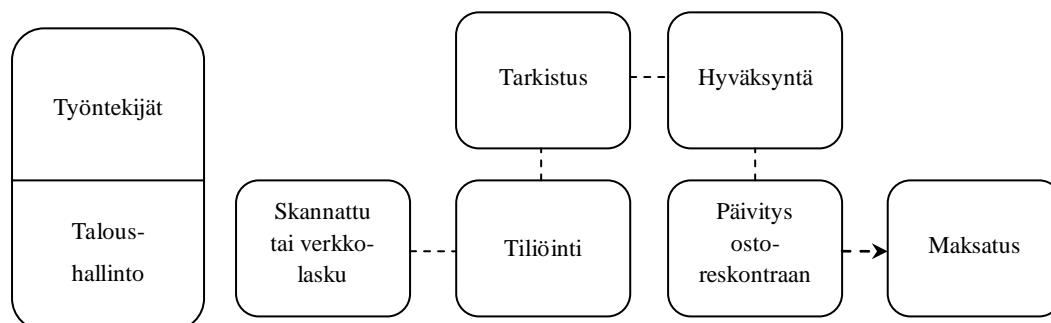 Työntekijät
Talous-
hallinto
Skannattu
tai verkko-
lasku
Tiliöinti
Tarkistus
Hyväksyntä
Päivitys
osto-
reskontraan
Maksatus